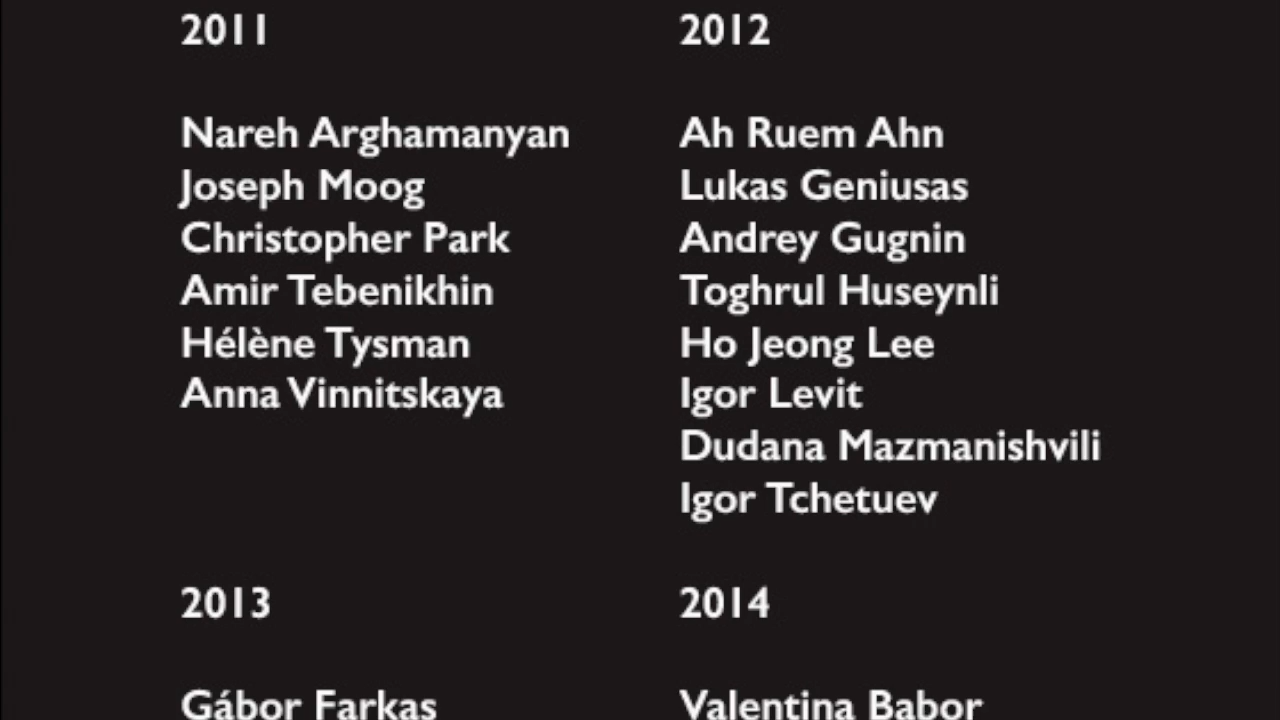 2011
Nareh Arghamanyan
Joseph Moog
Christopher Park
Amir Tebenikhin
Hélène Tysman
Anna Vinnitskaya
2012
Ah Ruem Ahn
Lukas Geniusas
Andrey Gugnin
Toghrul Huseynli
Ho Jeong Lee
Igor Levit
Dudana Mazmanishvili
Igor Tchetuev
2013
Gábor Farkas
2014
Valentina Babor